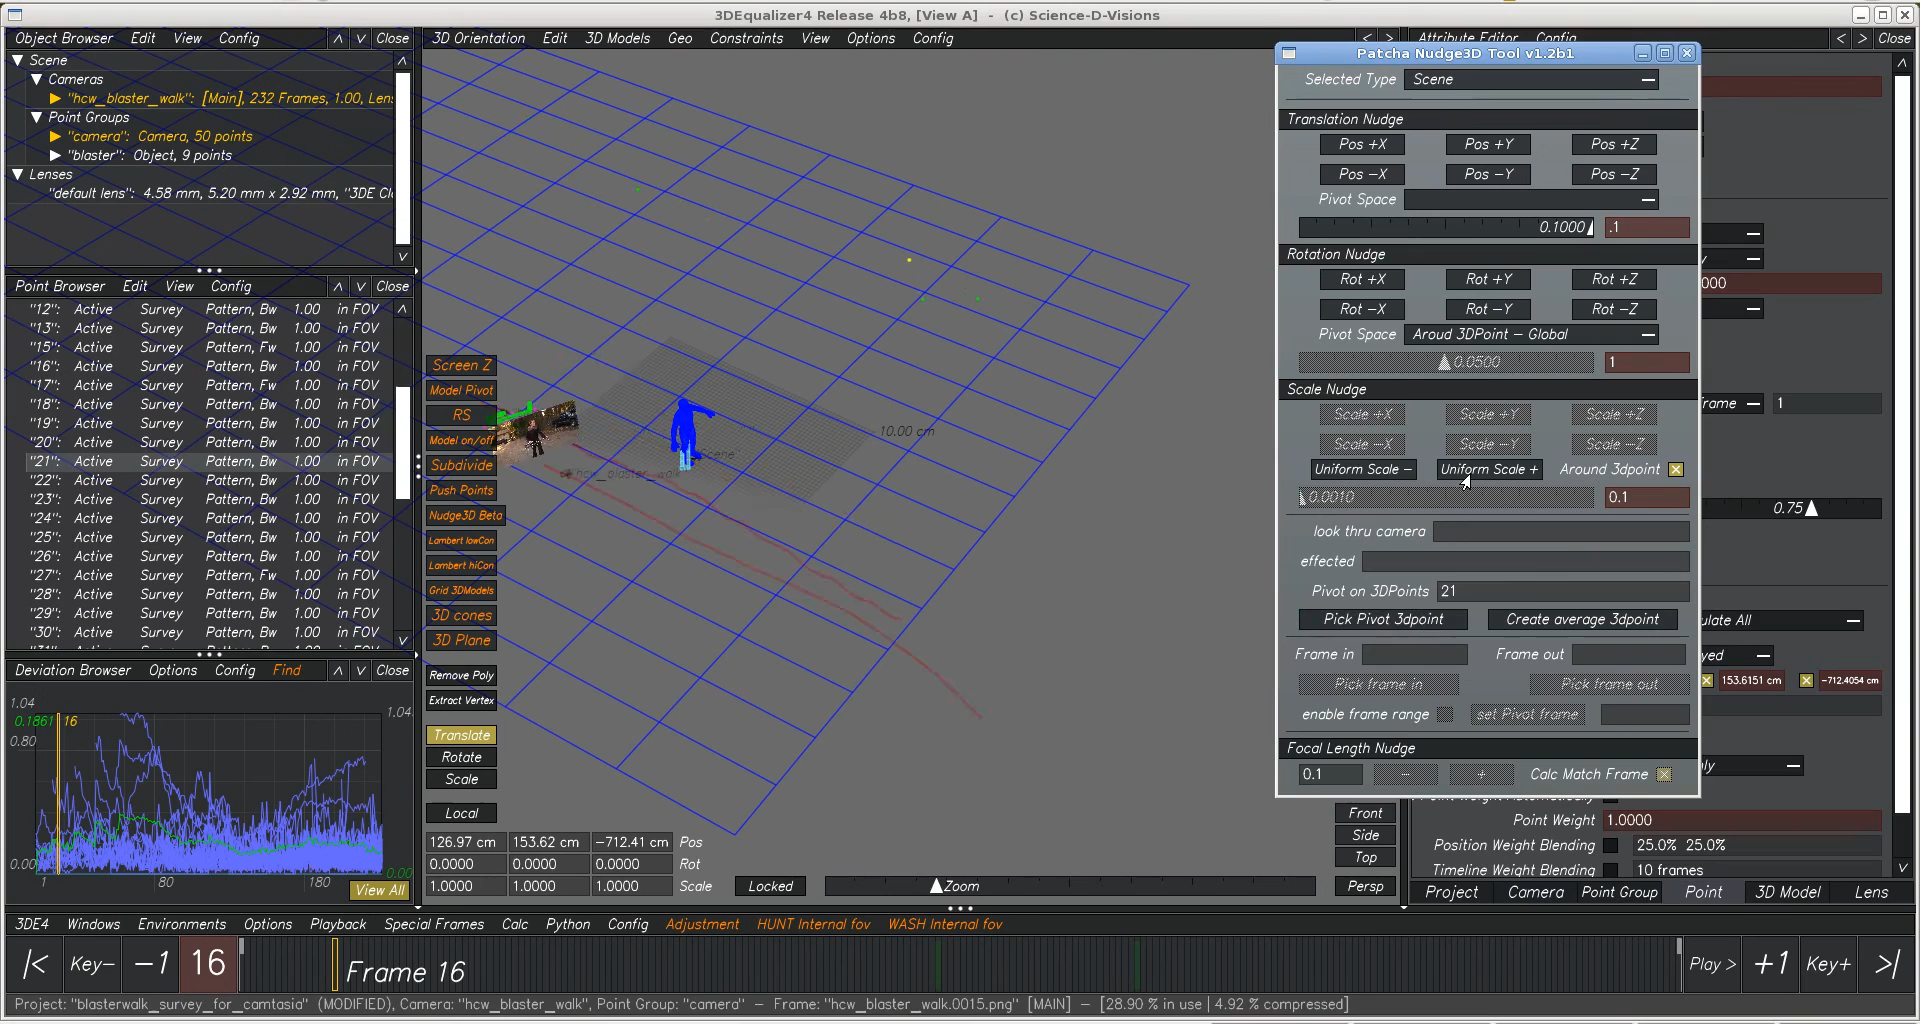 3DEqualizer4 Release 4b8, [View A]  -  (c) Science-D-Visions
Object Browser Edit View Config Close
Scene
Cameras
"hcw_blaster_walk": [Main], 232 Frames, 1.00, Len
Point Groups
"camera": Camera, 50 points
"blaster": Object, 9 points
Lenses
"default lens": 4.58 mm, 5.20 mm x 2.92 mm, "3DE Cl
Point Browser Edit View Config Close
"12": Active Survey Pattern, Bw 1.00 in FOV
"13": Active Survey Pattern, Bw 1.00 in FOV
"15": Active Survey Pattern, Fw 1.00 in FOV
"16": Active Survey Pattern, Bw 1.00 in FOV
"17": Active Survey Pattern, Fw 1.00 in FOV
"18": Active Survey Pattern, Bw 1.00 in FOV
"19": Active Survey Pattern, Bw 1.00 in FOV
"20": Active Survey Pattern, Bw 1.00 in FOV
"21": Active Survey Pattern, Bw 1.00 in FOV
"22": Active Survey Pattern, Bw 1.00 in FOV
"23": Active Survey Pattern, Bw 1.00 in FOV
"24": Active Survey Pattern, Bw 1.00 in FOV
"25": Active Survey Pattern, Bw 1.00 in FOV
"26": Active Survey Pattern, Bw 1.00 in FOV
"27": Active Survey Pattern, Fw 1.00 in FOV
"28": Active Survey Pattern, Bw 1.00 in FOV
"29": Active Survey Pattern, Bw 1.00 in FOV
"30": Active Survey Pattern, Bw 1.00 in FOV
Deviation Browser Options Config Find Close
1.04 1.04
0.1861 16
0.80
0.00 0.00
1 80 180
View All
3D Orientation Edit 3D Models Geo Constraints View Options Config
Screen Z
Model Pivot
RS
Model on/off
Subdivide
Push Points
Nudge3D Beta
Lambert lowCon
Lambert hiCon
Grid 3DModels
3D cones
3D Plane
Remove Poly
Extract Vertex
Translate
Rotate
Scale
Local
10.00 cm
Scene
hcw_blaster_walk
126.97 cm 153.62 cm -712.41 cm Pos
0.0000 0.0000 0.0000 Rot
1.0000 1.0000 1.0000 Scale
Locked Zoom
Front
Side
Top
Persp
Attribute Editor Config Close
Patcha Nudge3D Tool v1.2b1
Selected Type Scene
Translation Nudge
Pos +X Pos +Y Pos +Z
Pos -X Pos -Y Pos -Z
Pivot Space
0.1000 .1
Rotation Nudge
Rot +X Rot +Y Rot +Z
Rot -X Rot -Y Rot -Z
Pivot Space Aroud 3DPoint - Global
0.0500 1
Scale Nudge
Scale +X Scale +Y Scale +Z
Scale -X Scale -Y Scale -Z
Uniform Scale - Uniform Scale + Around 3dpoint
0.0010 0.1
look thru camera
effected
Pivot on 3DPoints 21
Pick Pivot 3dpoint Create average 3dpoint
Frame in Frame out
Pick frame in Pick frame out
enable frame range set Pivot frame
Focal Length Nudge
0.1 - + Calc Match Frame
000
rame 1
0.75
ulate All
yed
153.6151 cm -712.4054 cm
ly
Point Weight 1.0000
Position Weight Blending 25.0% 25.0%
Timeline Weight Blending 10 frames
Project Camera Point Group Point 3D Model Lens
3DE4 Windows Environments Options Playback Special Frames Calc Python Config Adjustment HUNT Internal fov WASH Internal fov
|< Key- -1 16 Frame 16 Play > +1 Key+ >|
Project: "blasterwalk_survey_for_camtasia" (MODIFIED), Camera: "hcw_blaster_walk", Point Group: "camera" - Frame: "hcw_blaster_walk.0015.png" [MAIN] - [28.90 % in use | 4.92 % compressed]